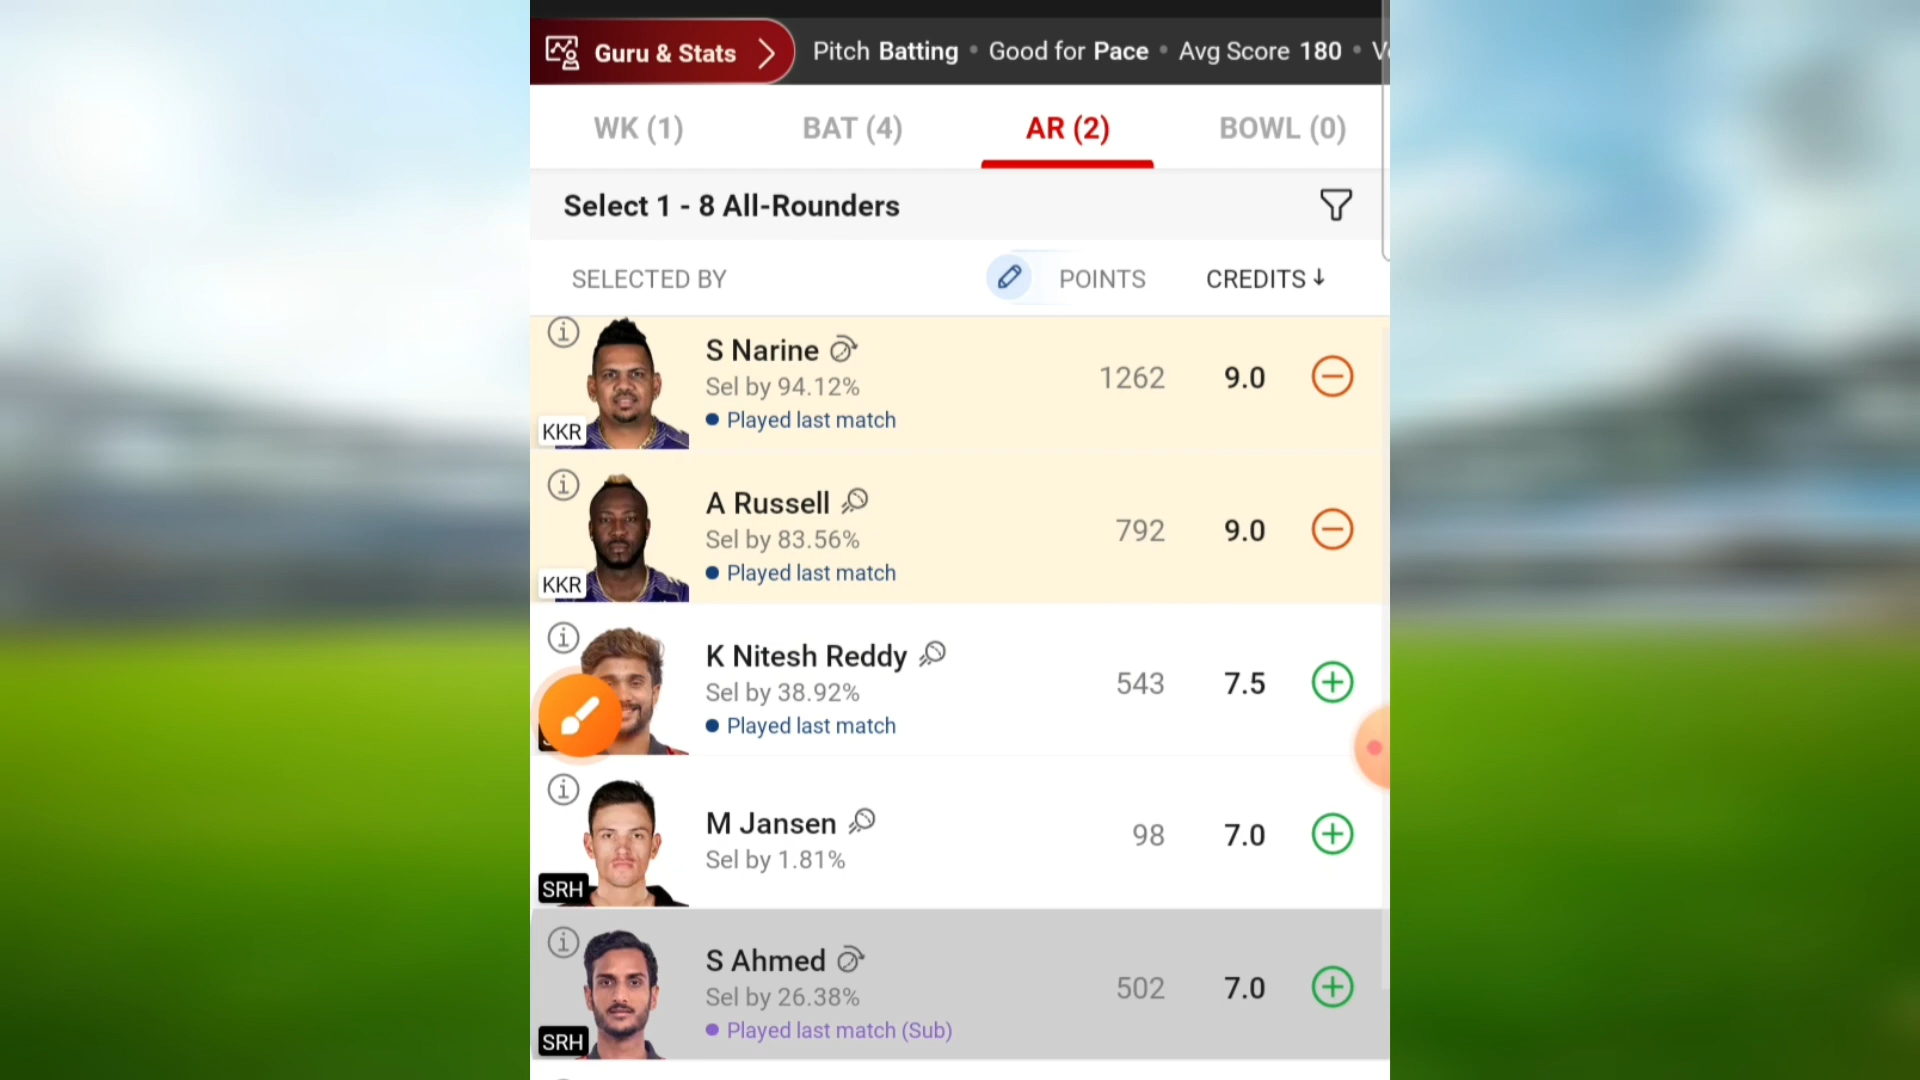 Guru & Stats
Pitch Batting • Good for Pace • Avg Score 180 •
WK (1) BAT (4) AR (2) BOWL (0)
Select 1 - 8 All-Rounders
SELECTED BY POINTS CREDITS ↓
S Narine
Sel by 94.12%
Played last match
KKR
1262 9.0
A Russell
Sel by 83.56%
Played last match
KKR
792 9.0
K Nitesh Reddy
Sel by 38.92%
Played last match
543 7.5
M Jansen
Sel by 1.81%
SRH
98 7.0
S Ahmed
Sel by 26.38%
Played last match (Sub)
SRH
502 7.0